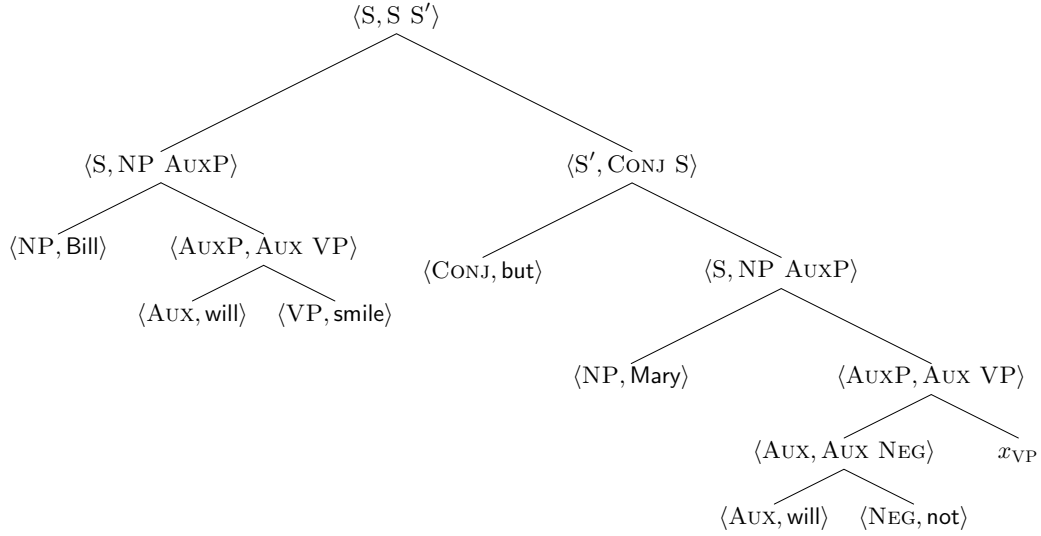 ⟨S, S S′⟩
⟨S, NP AUXP⟩ ⟨S′, CONJ S⟩
⟨NP, Bill⟩ ⟨AUXP, AUX VP⟩ ⟨CONJ, but⟩ ⟨S, NP AUXP⟩
⟨AUX, will⟩ ⟨VP, smile⟩
⟨NP, Mary⟩ ⟨AUXP, AUX VP⟩
⟨AUX, AUX NEG⟩ x_VP
⟨AUX, will⟩ ⟨NEG, not⟩